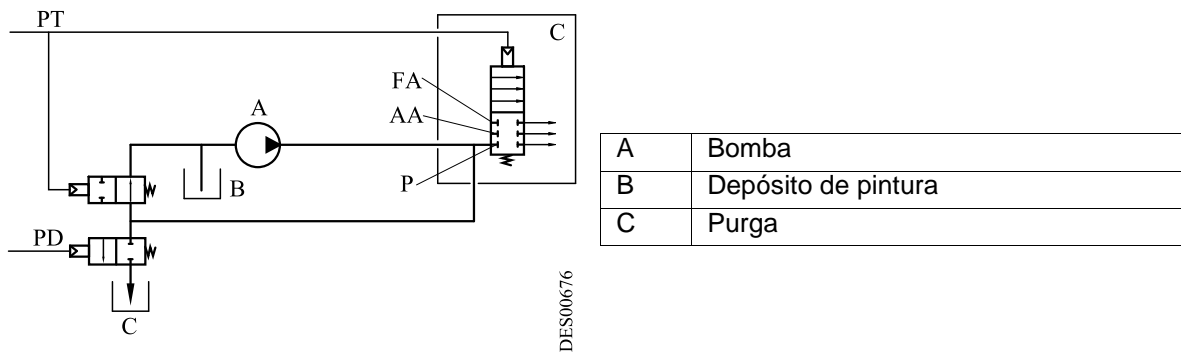 PT
C
FA
AA
A
P
B
PD
C
DES00676
A Bomba
B Depósito de pintura
C Purga